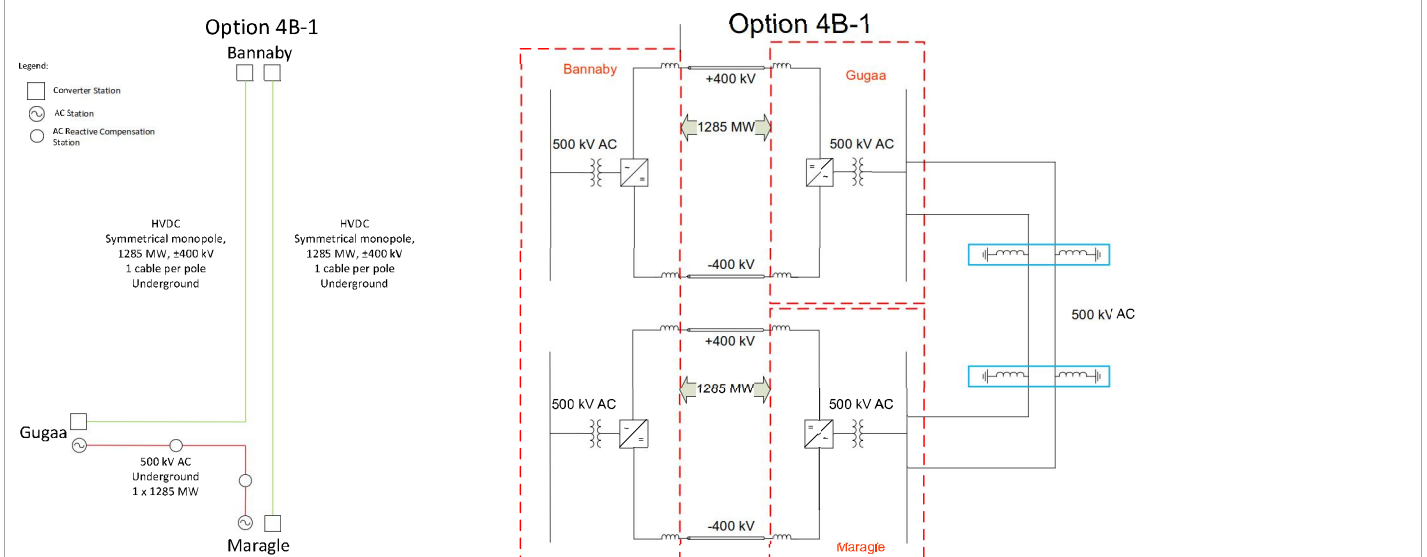 Option 4B-1
Bannaby
Legend:
Converter Station
AC Station
AC Reactive Compensation
Station
HVDC
Symmetrical monopole,
1285 MW, ±400 kV
1 cable per pole
Underground
HVDC
Symmetrical monopole,
1285 MW, ±400 kV
1 cable per pole
Underground
Gugaa
500 kV AC
Underground
1 x 1285 MW
Maragle
Option 4B-1
Bannaby
+400 kV
Gugaa
1285 MW
500 kV AC
500 kV AC
-400 kV
500 kV AC
+400 kV
1285 MW
500 kV AC
500 kV AC
-400 kV
Maragle